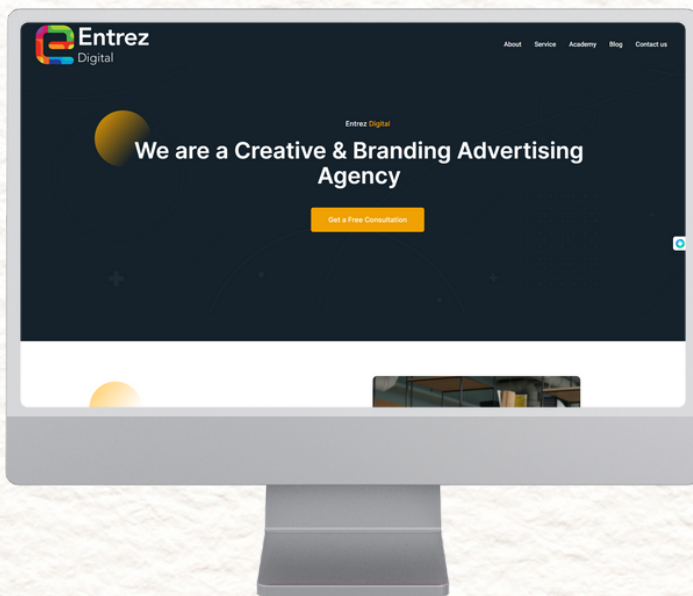 Entrez
Digital
About Service Academy Blog Contact us
Entrez Digital
We are a Creative & Branding Advertising
Agency
Get a Free Consultation